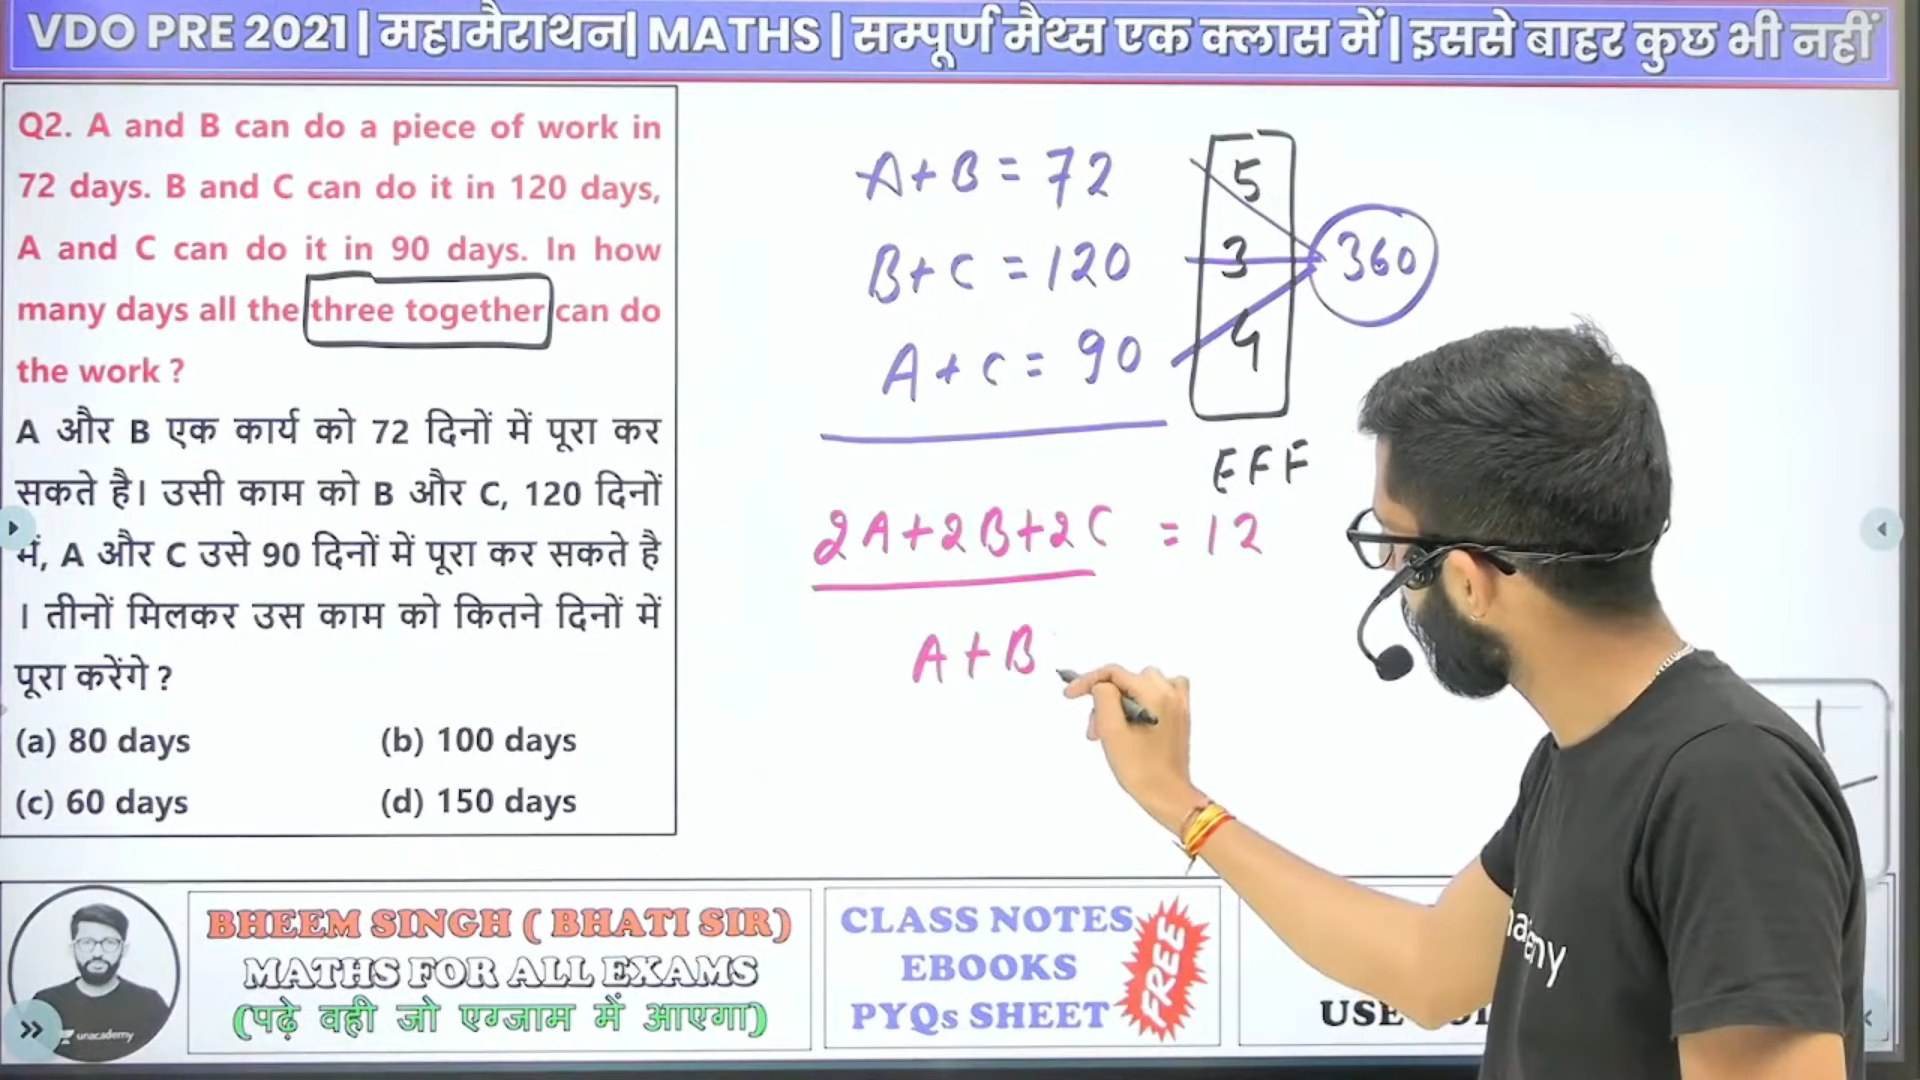 VDO PRE 2021 | महामैराथन| MATHS | सम्पूर्ण मैथ्स एक क्लास में | इससे बाहर कुछ भी नहीं
Q2. A and B can do a piece of work in
72 days. B and C can do it in 120 days,
A and C can do it in 90 days. In how
many days all the three together can do
the work ?
A और B एक कार्य को 72 दिनों में पूरा कर
सकते है। उसी काम को B और C, 120 दिनों
में, A और C उसे 90 दिनों में पूरा कर सकते है
। तीनों मिलकर उस काम को कितने दिनों में
पूरा करेंगे ?
(a) 80 days (b) 100 days
(c) 60 days (d) 150 days
A+B = 72 5
B+C = 120 3 360
A+C = 90 4
EFF
2A+2B+2C = 12
A+B
BHEEM SINGH ( BHATI SIR)
MATHS FOR ALL EXAMS
(पढ़े वही जो एग्जाम में आएगा)
unacademy
CLASS NOTES
EBOOKS
PYQs SHEET
FREE
USE